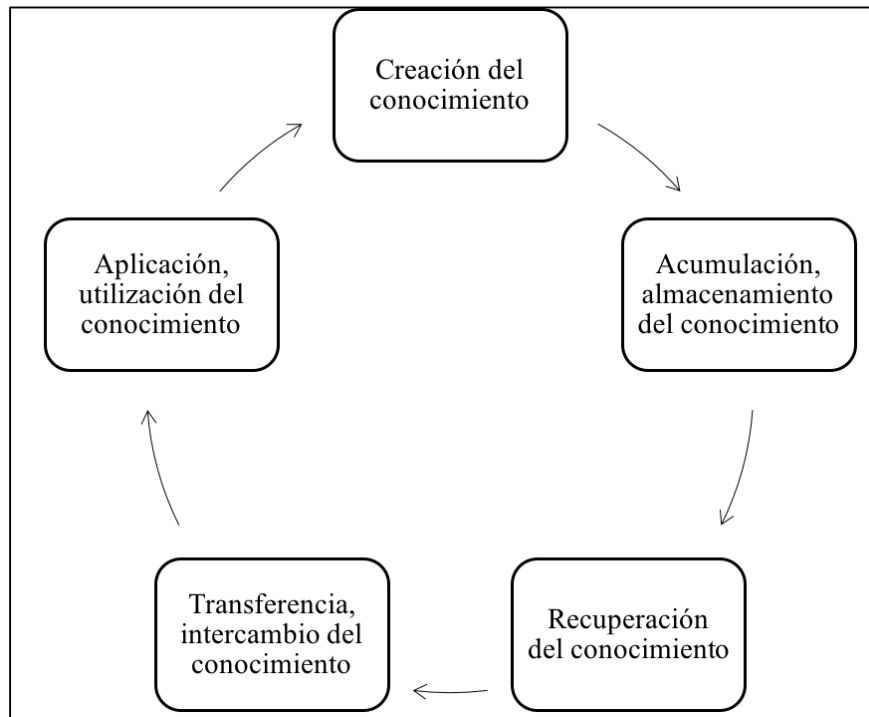 Creación del
conocimiento
Acumulación,
almacenamiento
del conocimiento
Recuperación
del conocimiento
Transferencia,
intercambio del
conocimiento
Aplicación,
utilización del
conocimiento